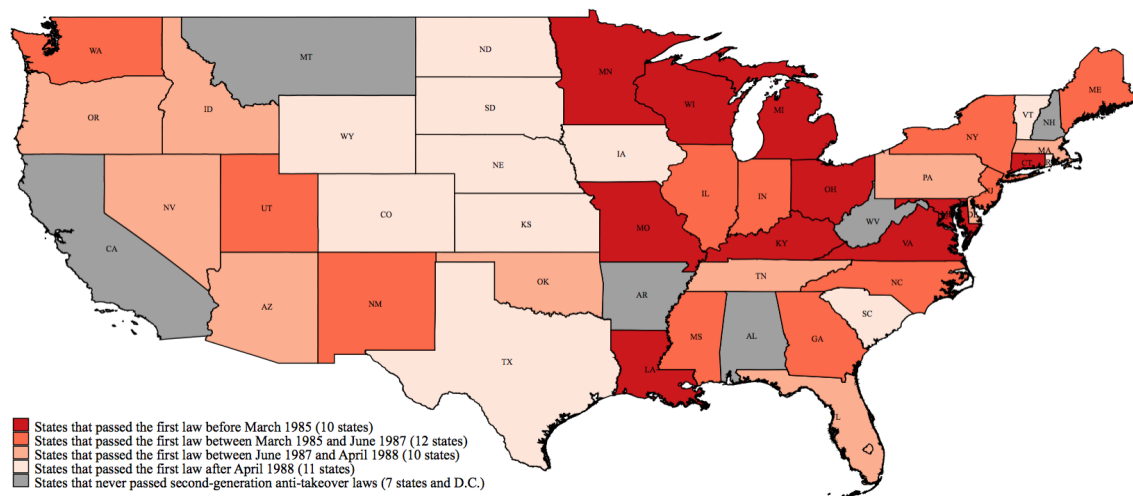 WA
MT
ND
MN
ME
OR
ID
SD
WI
MI
VT
NH
NY
WY
IA
MA
CT
NE
PA
NV
UT
CO
IL
IN
OH
NJ
KS
MO
WV
CA
KY
VA
AZ
NM
OK
AR
TN
NC
TX
MS
AL
GA
SC
LA
States that passed the first law before March 1985 (10 states)
States that passed the first law between March 1985 and June 1987 (12 states)
States that passed the first law between June 1987 and April 1988 (10 states)
States that passed the first law after April 1988 (11 states)
States that never passed second-generation anti-takeover laws (7 states and D.C.)